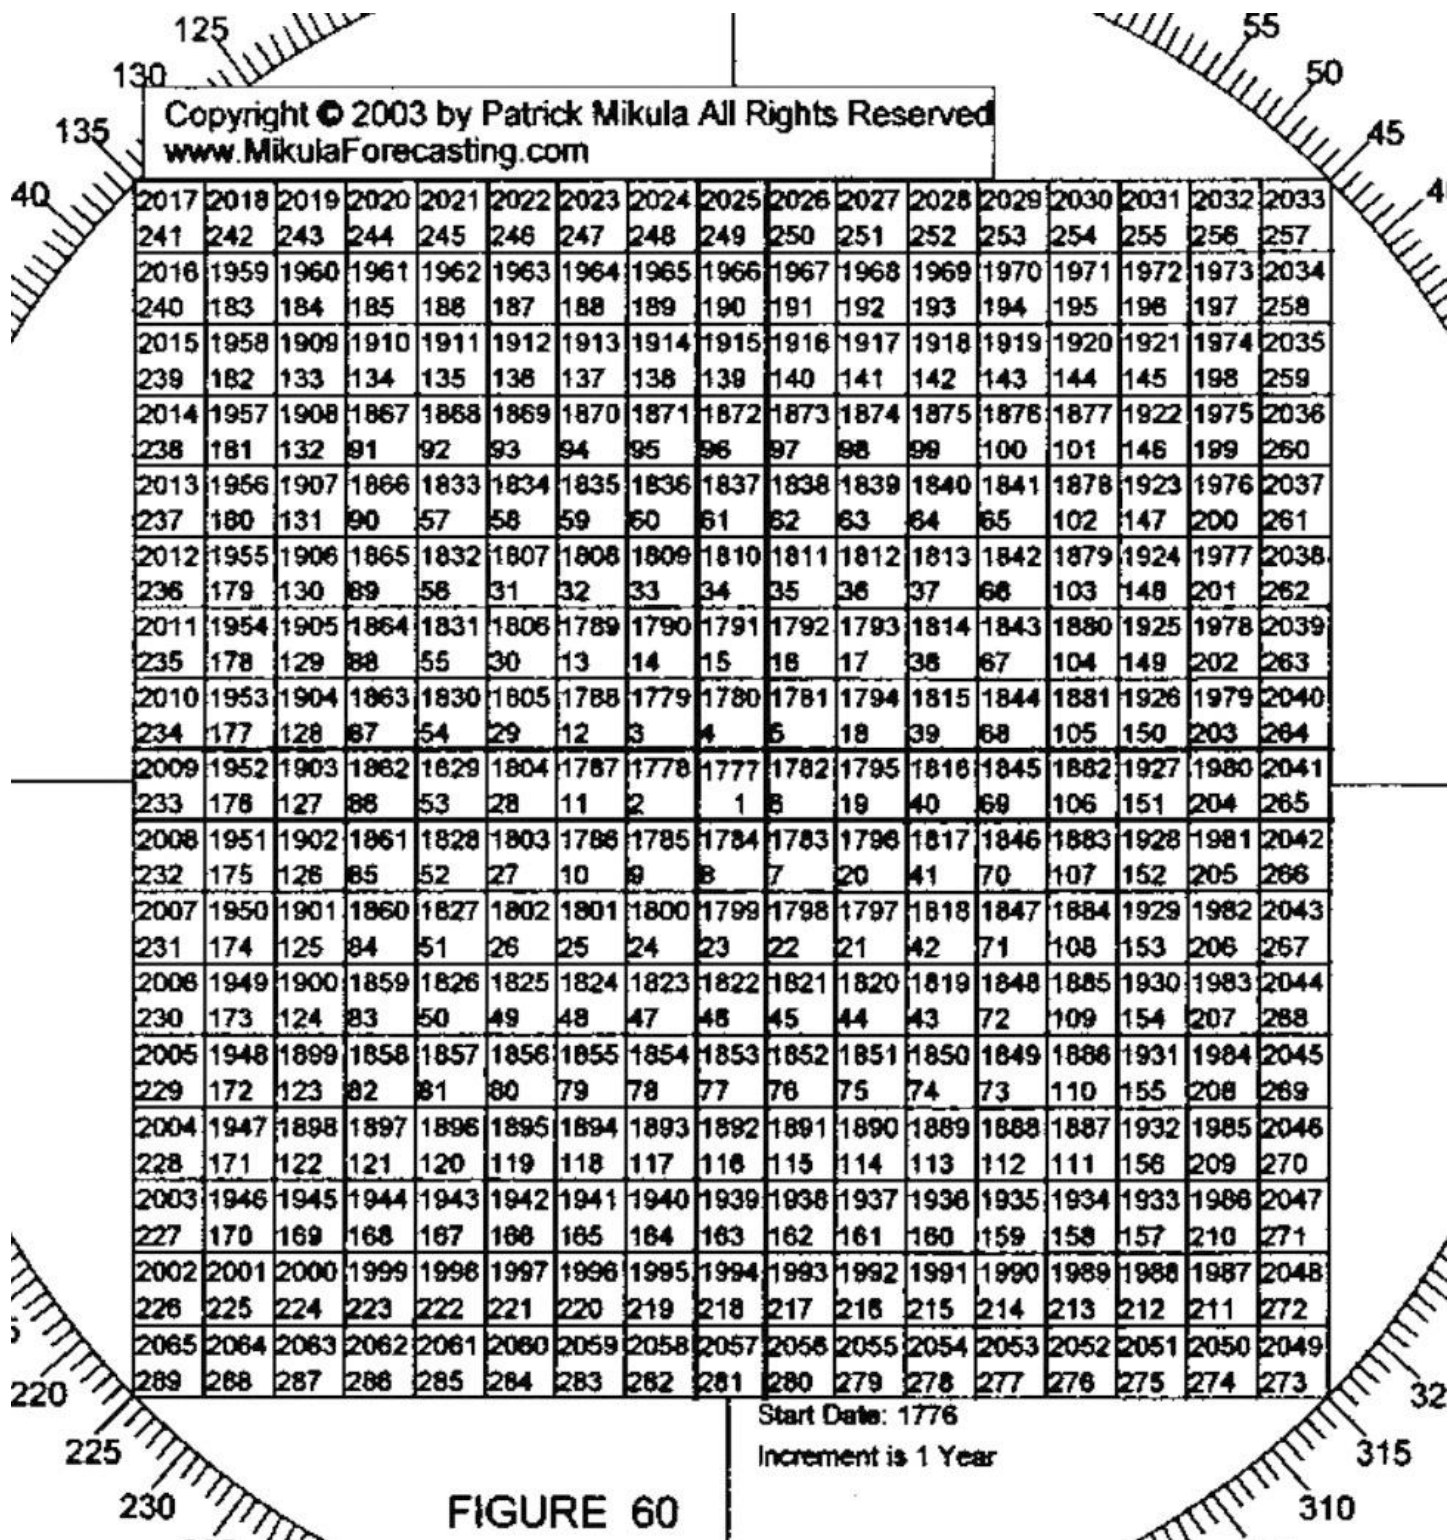 125
55
130
50
Copyright © 2003 by Patrick Mikula All Rights Reserved
www.MikulaForecasting.com
135
45
40
2017 2018 2019 2020 2021 2022 2023 2024 2025 2026 2027 2028 2029 2030 2031 2032 2033
241 242 243 244 245 246 247 248 249 250 251 252 253 254 255 256 257
2016 1959 1960 1961 1962 1963 1964 1965 1966 1967 1968 1969 1970 1971 1972 1973 2034
240 183 184 185 186 187 188 189 190 191 192 193 194 195 196 197 258
2015 1958 1909 1910 1911 1912 1913 1914 1915 1916 1917 1918 1919 1920 1921 1974 2035
239 182 133 134 135 136 137 138 139 140 141 142 143 144 145 198 259
2014 1957 1908 1867 1868 1869 1870 1871 1872 1873 1874 1875 1876 1877 1922 1975 2036
238 181 132 91 92 93 94 95 96 97 98 99 100 101 146 199 260
2013 1956 1907 1866 1833 1834 1835 1836 1837 1838 1839 1840 1841 1878 1923 1976 2037
237 180 131 90 57 58 59 60 61 62 63 64 65 102 147 200 261
2012 1955 1906 1865 1832 1807 1808 1809 1810 1811 1812 1813 1842 1879 1924 1977 2038
236 179 130 89 56 31 32 33 34 35 36 37 66 103 148 201 262
2011 1954 1905 1864 1831 1806 1789 1790 1791 1792 1793 1814 1843 1880 1925 1978 2039
235 178 129 88 55 30 13 14 15 16 17 38 67 104 149 202 263
2010 1953 1904 1863 1830 1805 1788 1779 1780 1781 1794 1815 1844 1881 1926 1979 2040
234 177 128 87 54 29 12 3 4 5 18 39 68 105 150 203 264
2009 1952 1903 1862 1829 1804 1787 1778 1777 1782 1795 1816 1845 1882 1927 1980 2041
233 176 127 86 53 28 11 2 1 6 19 40 69 106 151 204 265
2008 1951 1902 1861 1828 1803 1786 1785 1784 1783 1796 1817 1846 1883 1928 1981 2042
232 175 126 85 52 27 10 9 8 7 20 41 70 107 152 205 266
2007 1950 1901 1860 1827 1802 1801 1800 1799 1798 1797 1818 1847 1884 1929 1982 2043
231 174 125 84 51 26 25 24 23 22 21 42 71 108 153 206 267
2006 1949 1900 1859 1826 1825 1824 1823 1822 1821 1820 1819 1848 1885 1930 1983 2044
230 173 124 83 50 49 48 47 46 45 44 43 72 109 154 207 268
2005 1948 1899 1858 1857 1856 1855 1854 1853 1852 1851 1850 1849 1886 1931 1984 2045
229 172 123 82 81 80 79 78 77 76 75 74 73 110 155 208 269
2004 1947 1898 1897 1896 1895 1894 1893 1892 1891 1890 1889 1888 1887 1932 1985 2046
228 171 122 121 120 119 118 117 116 115 114 113 112 111 156 209 270
2003 1946 1945 1944 1943 1942 1941 1940 1939 1938 1937 1936 1935 1934 1933 1986 2047
227 170 169 168 167 166 165 164 163 162 161 160 159 158 157 210 271
2002 2001 2000 1999 1998 1997 1996 1995 1994 1993 1992 1991 1990 1989 1988 1987 2048
226 225 224 223 222 221 220 219 218 217 216 215 214 213 212 211 272
2065 2064 2063 2062 2061 2060 2059 2058 2057 2056 2055 2054 2053 2052 2051 2050 2049
289 288 287 286 285 284 283 282 281 280 279 278 277 276 275 274 273
220
Start Date: 1776
225
Increment is 1 Year
315
230
FIGURE 60
310